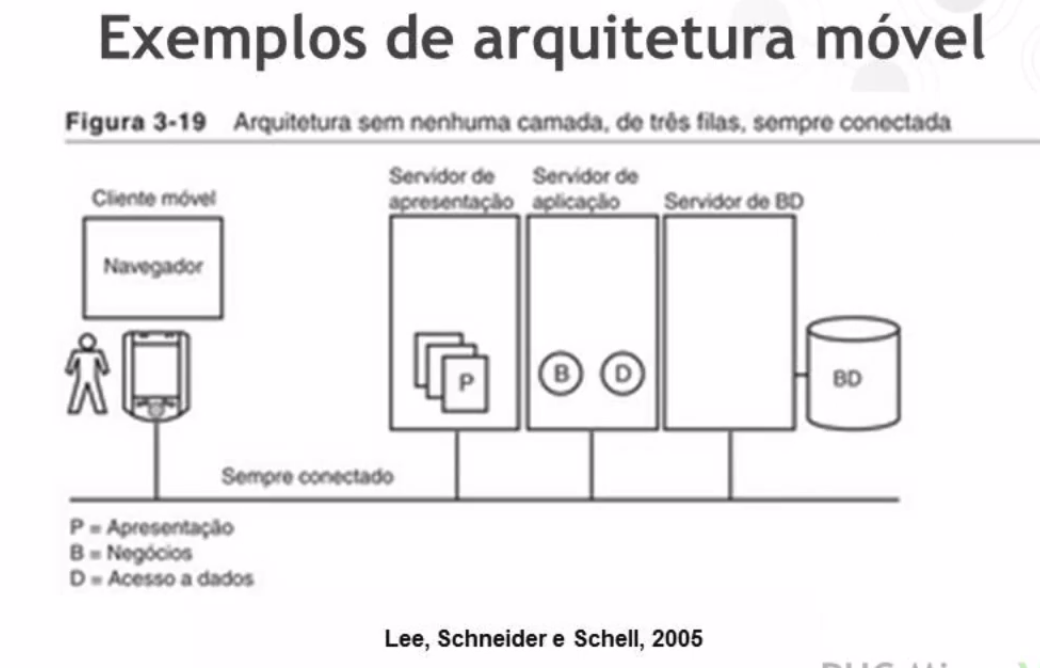 Exemplos de arquitetura móvel
Figura 3-19 Arquitetura sem nenhuma camada, de três filas, sempre conectada
Cliente móvel
Navegador
Servidor de
apresentação
Servidor de
aplicação
Servidor de BD
P
B
D
BD
Sempre conectado
P = Apresentação
B = Negócios
D = Acesso a dados
Lee, Schneider e Schell, 2005